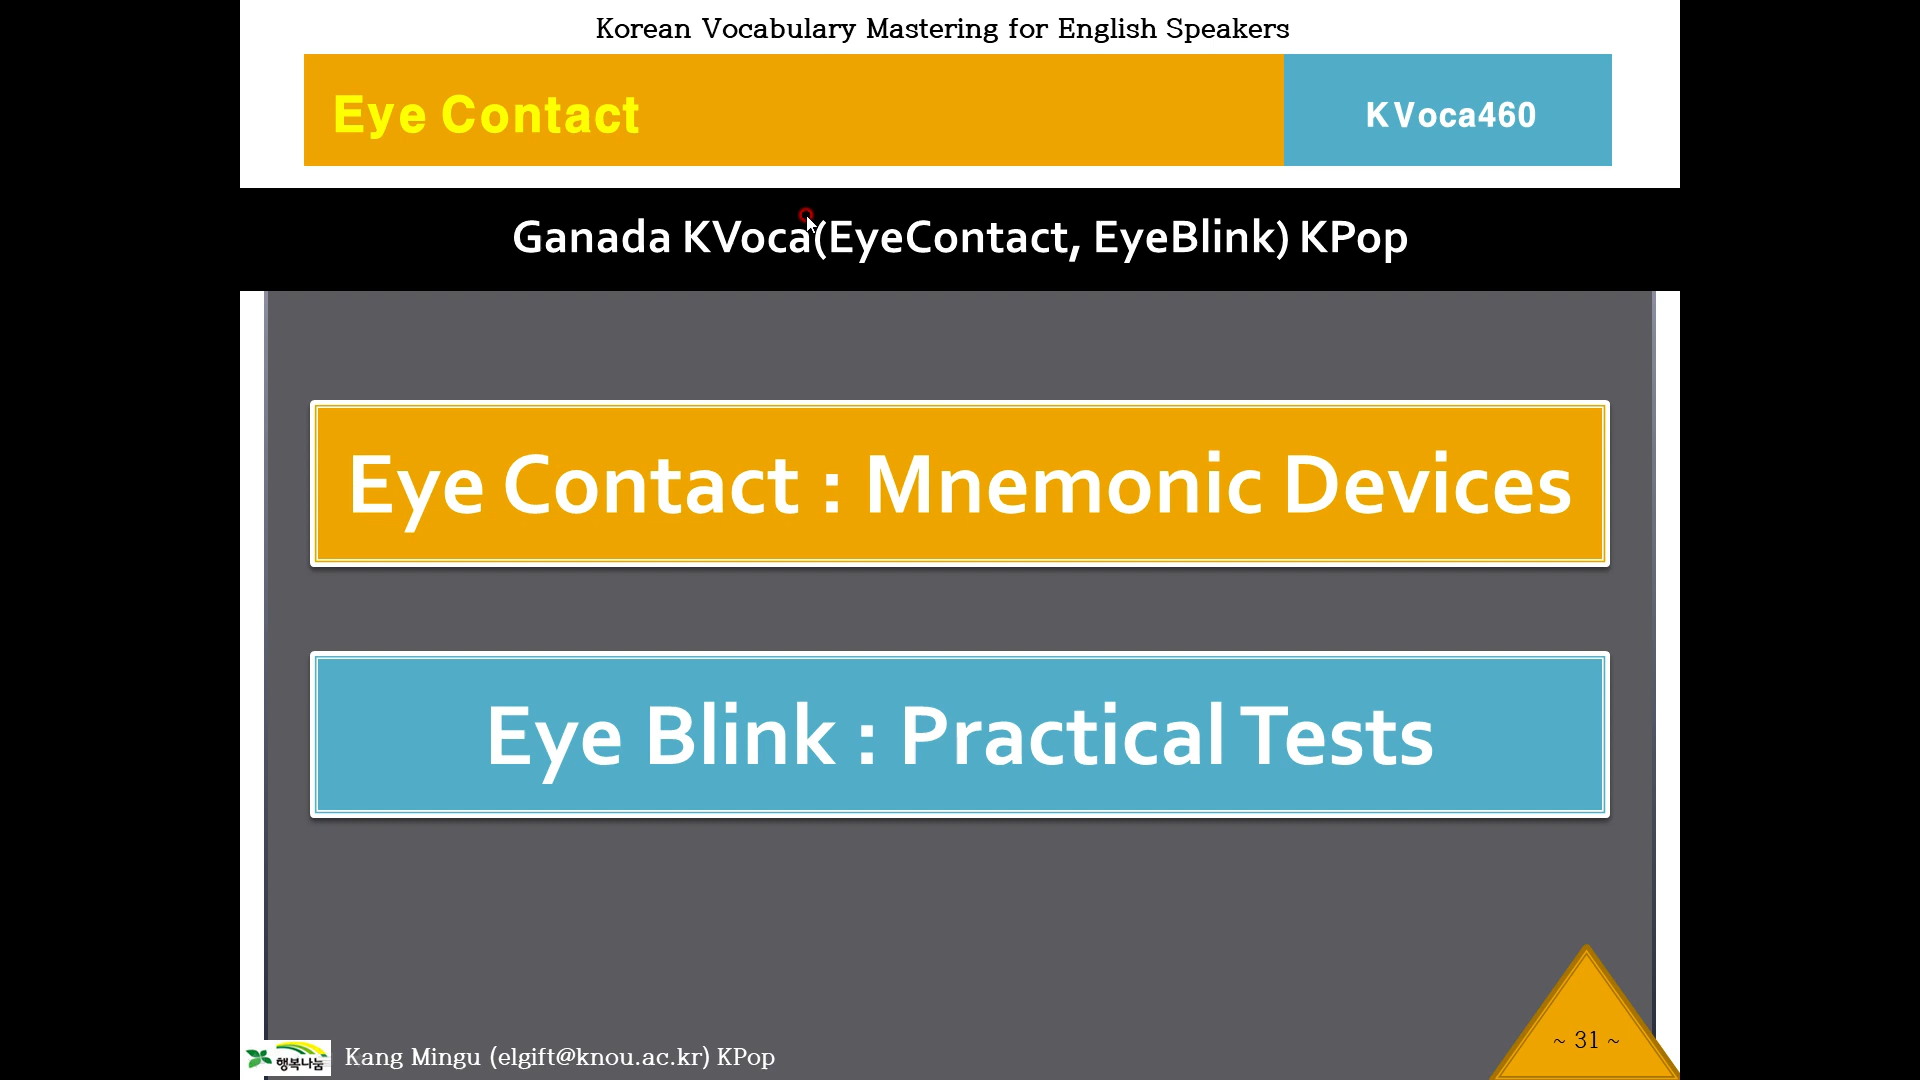 Korean Vocabulary Mastering for English Speakers
Eye Contact
KVoca460
Ganada KVoca(EyeContact, EyeBlink) KPop
Eye Contact : Mnemonic Devices
Eye Blink : Practical Tests
행복나눔
Kang Mingu (elgift@knou.ac.kr) KPop
~ 31 ~